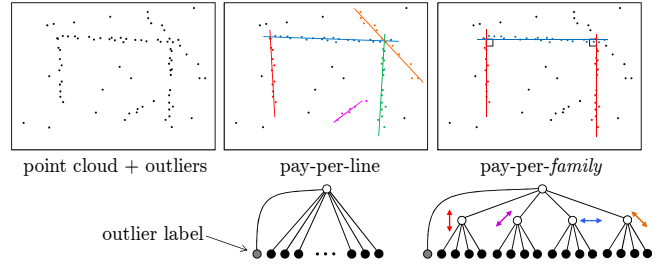 point cloud + outliers
pay-per-line
pay-per-family
outlier label